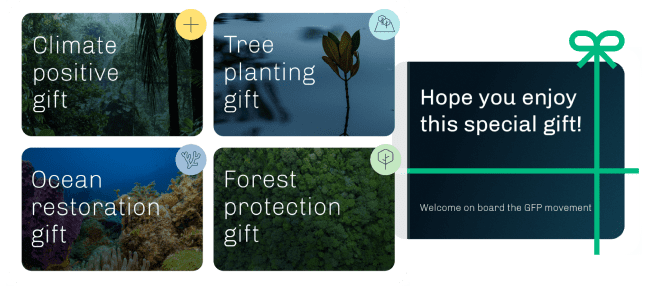 Climate
positive
gift
Tree
planting
gift
Ocean
restoration
gift
Forest
protection
gift
Hope you enjoy
this special gift!
Welcome on board the GFP movement